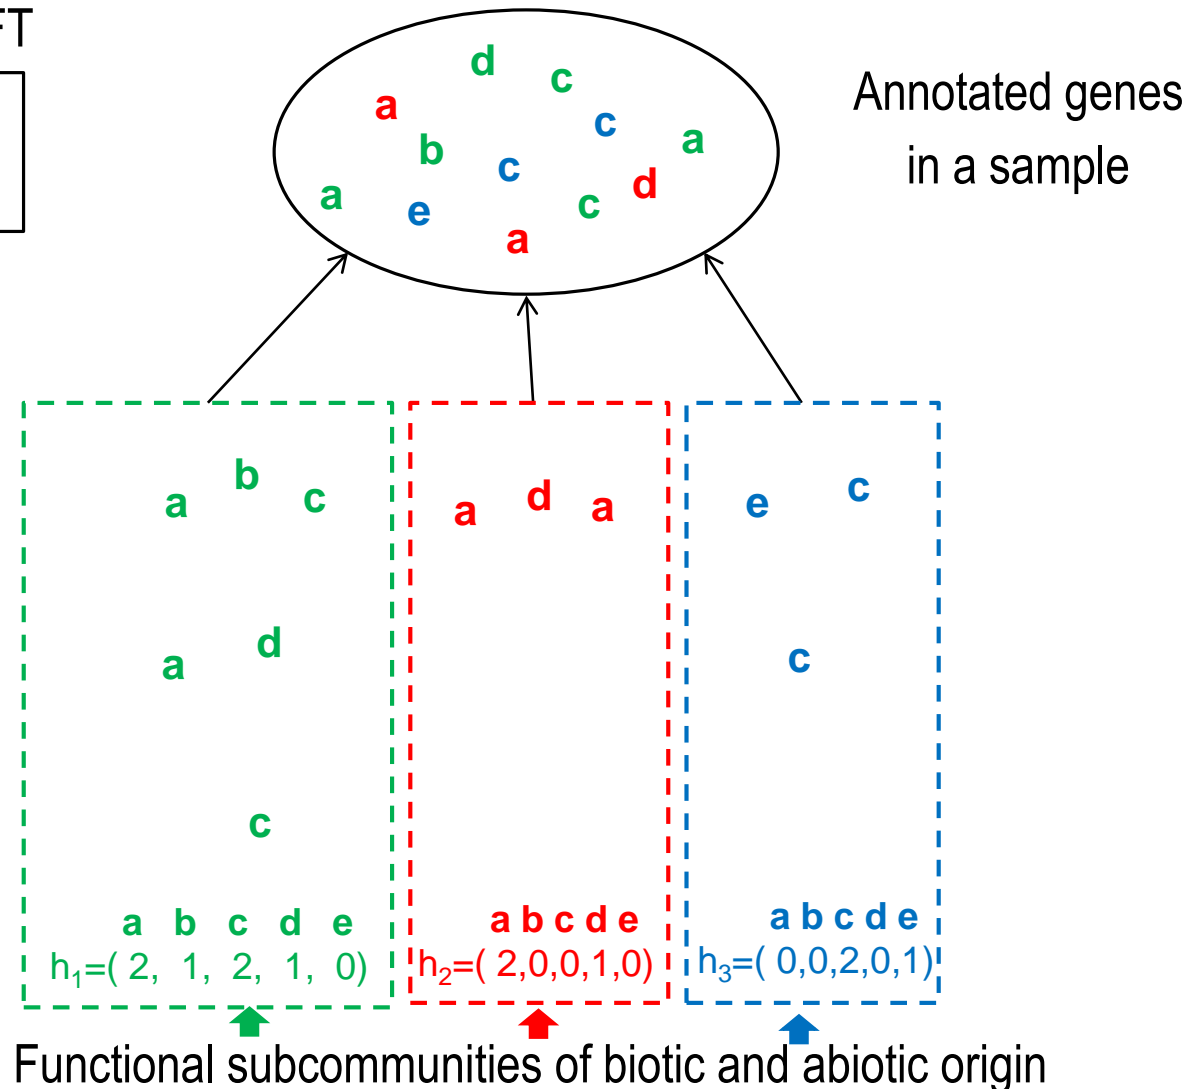 FT
d
c
a
c
a
b
c
d
a
e
c
a
Annotated genes
in a sample
a b c
a d
c
a b c d e
h₁=( 2, 1, 2, 1, 0)
a d a
a b c d e
h₂=( 2,0,0,1,0)
e c
c
a b c d e
h₃=( 0,0,2,0,1)
Functional subcommunities of biotic and abiotic origin